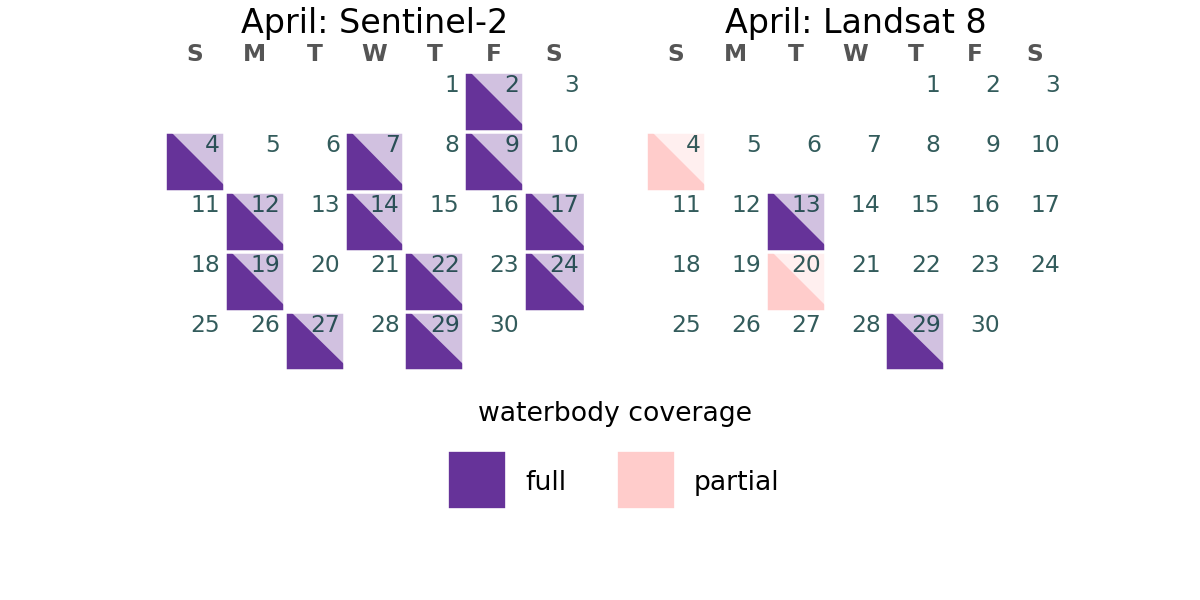 April: Sentinel-2
S M T W T F S
1 2 3
4 5 6 7 8 9 10
11 12 13 14 15 16 17
18 19 20 21 22 23 24
25 26 27 28 29 30
April: Landsat 8
S M T W T F S
1 2 3
4 5 6 7 8 9 10
11 12 13 14 15 16 17
18 19 20 21 22 23 24
25 26 27 28 29 30
waterbody coverage
full partial